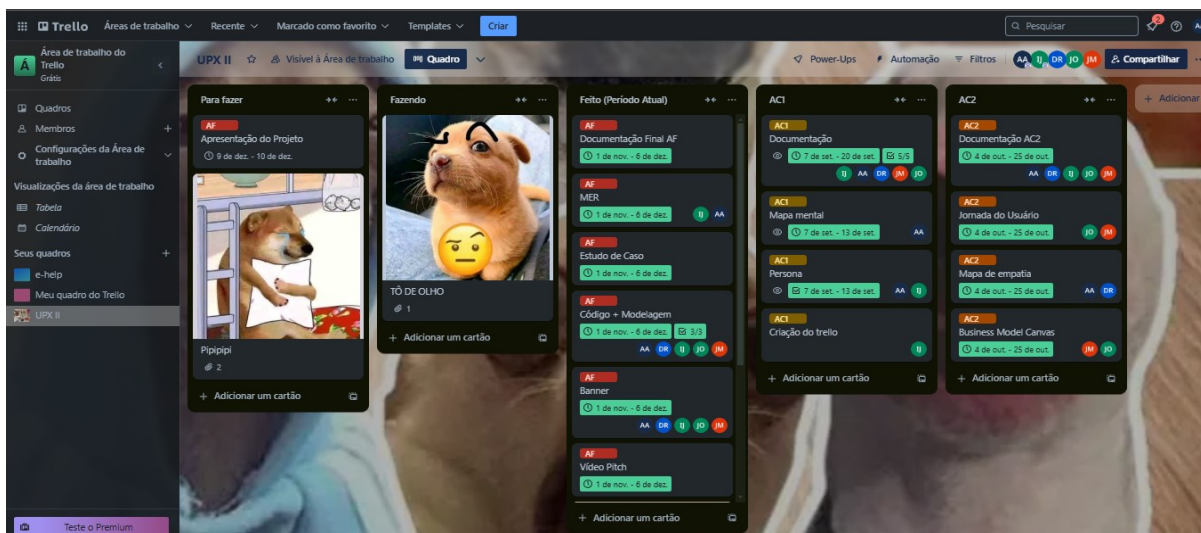 Trello
Áreas de trabalho
Recente
Marcado como favorito
Templates
Criar
Pesquisar
2
Á
Área de trabalho do
Trello
Grátis
Quadros
Membros
Configurações da Área de
trabalho
Visualizações da área de trabalho
Tabela
Calendário
Seus quadros
e-help
Meu quadro do Trello
UPX II
Teste o Premium
UPX II
Visível à Área de trabalho
Quadro
Power-Ups
Automação
Filtros
AA IJ DR JO JM
Compartilhar
Para fazer
AF
Apresentação do Projeto
9 de dez. - 10 de dez.
Pipipipi
2
+ Adicionar um cartão
Fazendo
TÔ DE OLHO
1
+ Adicionar um cartão
Feito (Período Atual)
AF
Documentação Final AF
1 de nov. - 6 de dez.
AF
MER
1 de nov. - 6 de dez.
IJ AA
AF
Estudo de Caso
1 de nov. - 6 de dez.
AF
Código + Modelagem
1 de nov. - 6 de dez. 3/3
AA DR IJ JO JM
AF
Banner
1 de nov. - 6 de dez.
AA DR IJ JO JM
AF
Vídeo Pitch
1 de nov. - 6 de dez.
+ Adicionar um cartão
AC1
AC1
Documentação
7 de set. - 20 de set. 5/5
IJ AA DR JM JO
AC1
Mapa mental
7 de set. - 13 de set. AA
AC1
Persona
7 de set. - 13 de set. AA IJ
AC1
Criação do trello
IJ
+ Adicionar um cartão
AC2
AC2
Documentação AC2
4 de out. - 25 de out.
AA DR IJ JO JM
AC2
Jornada do Usuário
4 de out. - 25 de out. JO JM
AC2
Mapa de empatia
4 de out. - 25 de out. AA DR
AC2
Business Model Canvas
4 de out. - 25 de out. JM JO
+ Adicionar um cartão
+ Adicionar